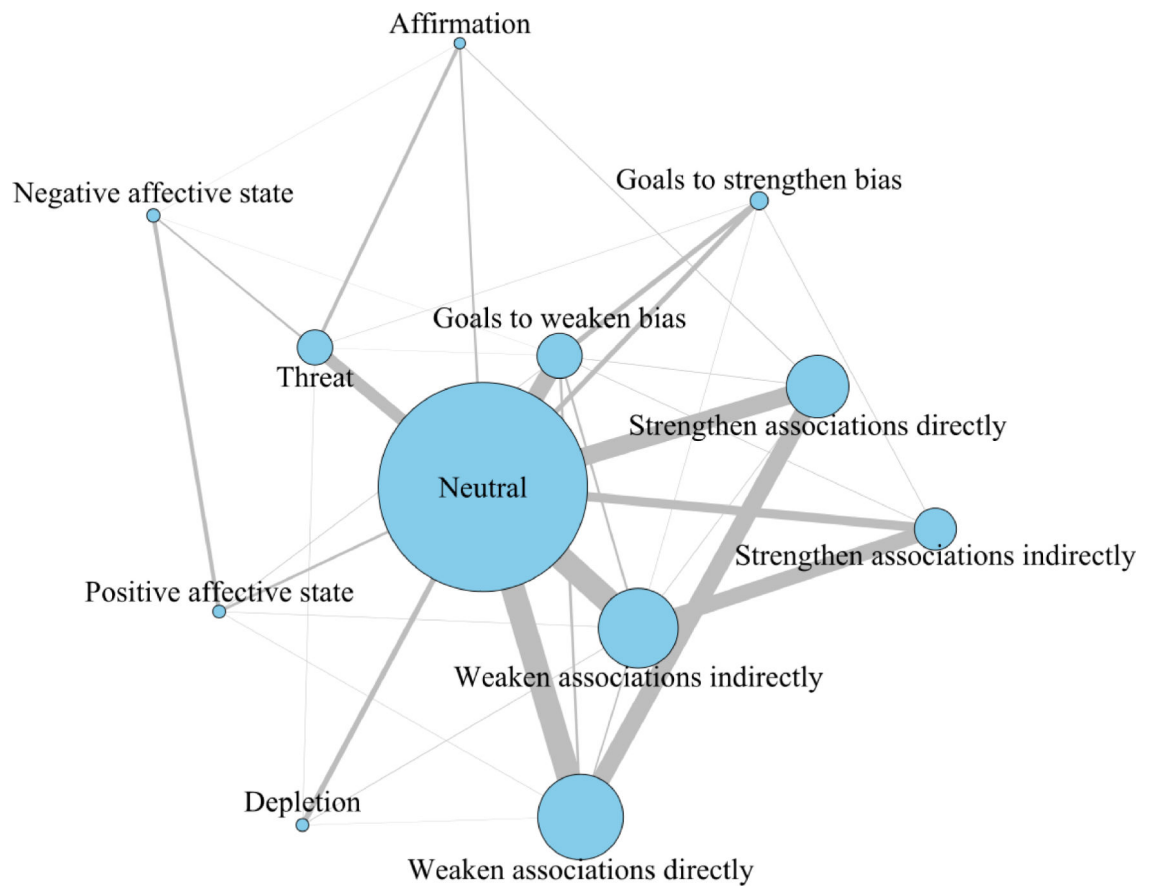 Affirmation
Goals to strengthen bias
Negative affective state
Goals to weaken bias
Threat
Strengthen associations directly
Neutral
Strengthen associations indirectly
Positive affective state
Weaken associations indirectly
Depletion
Weaken associations directly